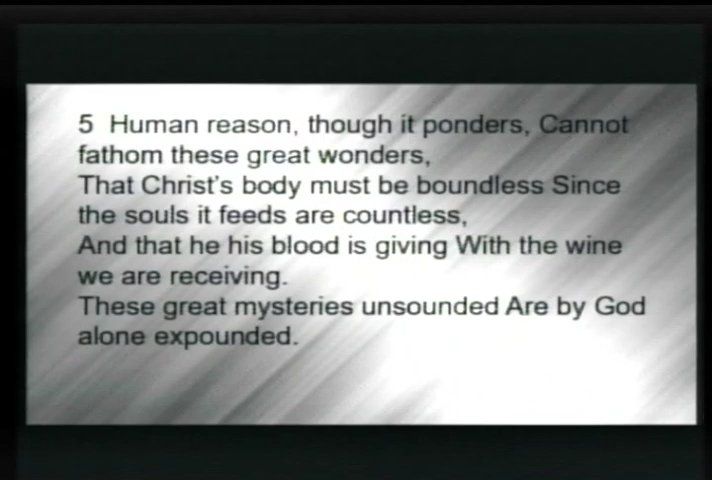 5 Human reason, though it ponders, Cannot
fathom these great wonders,
That Christ's body must be boundless Since
the souls it feeds are countless,
And that he his blood is giving With the wine
we are receiving.
These great mysteries unsounded Are by God
alone expounded.